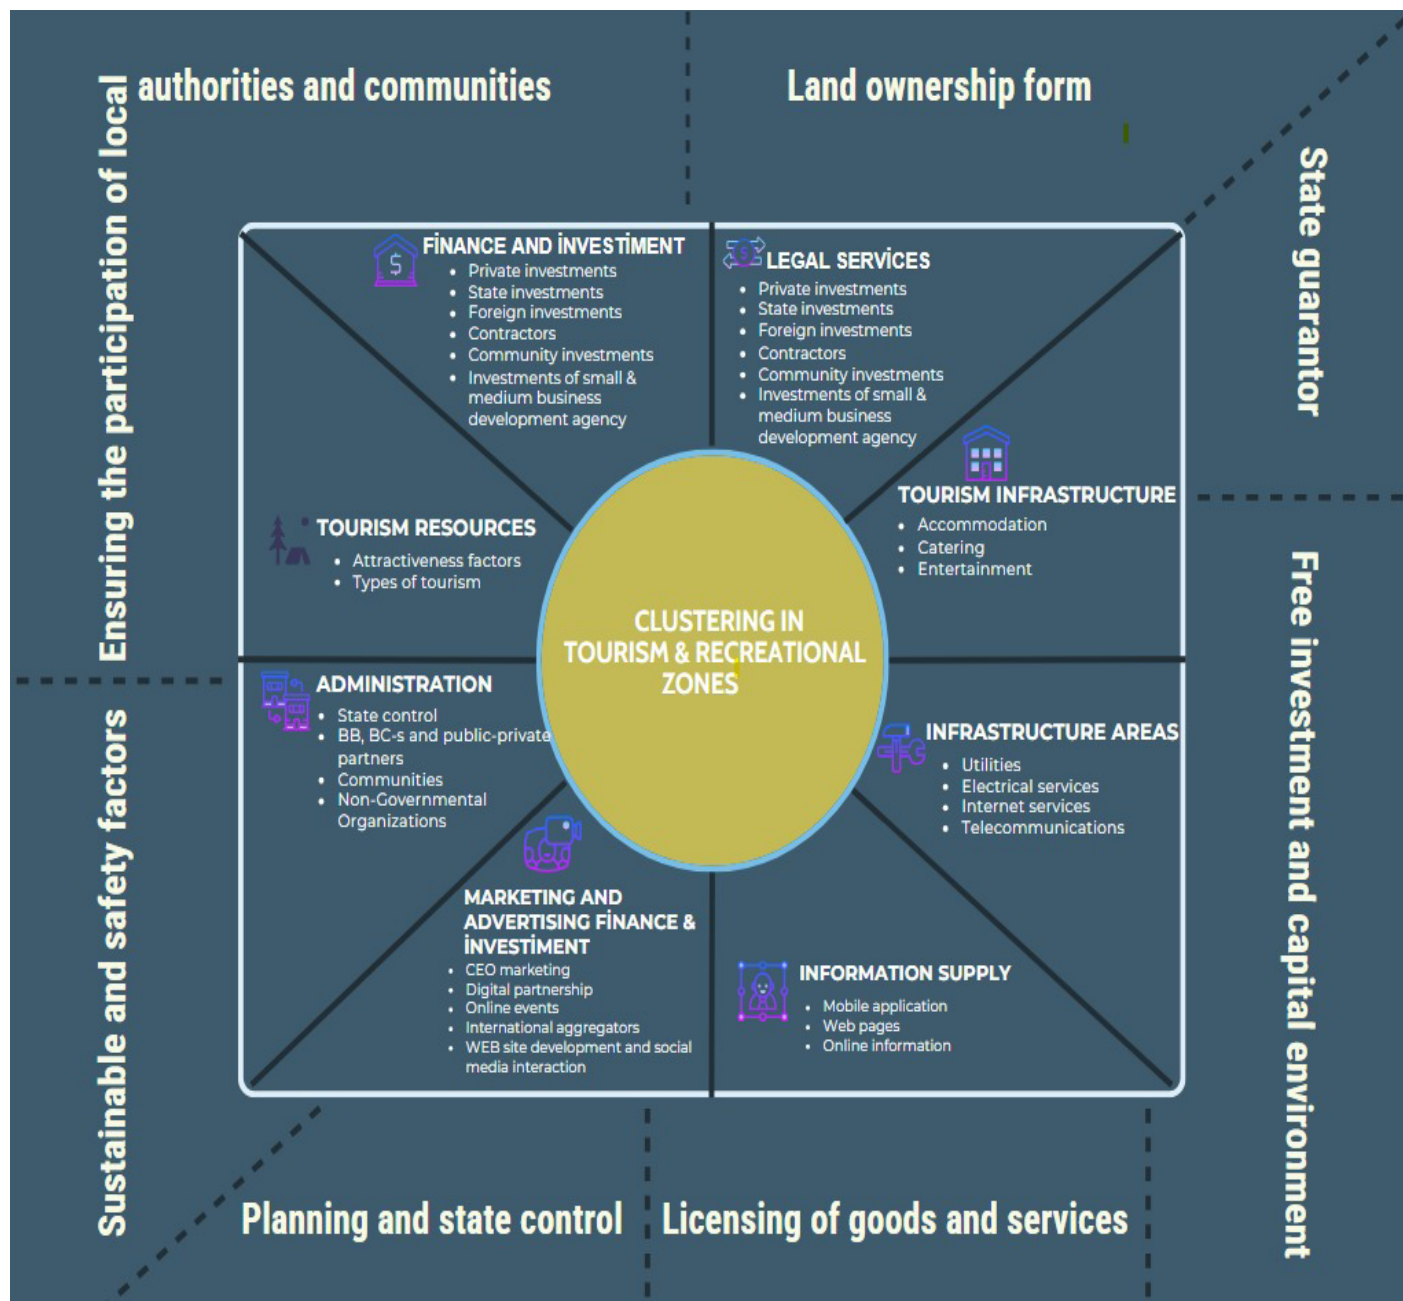 authorities and communities
Ensuring the participation of local
Land ownership form
State guarantor
FİNANCE AND İNVESTİMENT
• Private investments
• State investments
• Foreign investments
• Contractors
• Community investments
• Investments of small &
medium business
development agency
LEGAL SERVİCES
• Private investments
• State investments
• Foreign investments
• Contractors
• Community investments
• Investments of small &
medium business
development agency
TOURISM RESOURCES
• Attractiveness factors
• Types of tourism
TOURISM INFRASTRUCTURE
• Accommodation
• Catering
• Entertainment
CLUSTERING IN
TOURISM & RECREATIONAL
ZONES
ADMINISTRATION
• State control
• BB, BC-s and public-private
partners
• Communities
• Non-Governmental
Organizations
INFRASTRUCTURE AREAS
• Utilities
• Electrical services
• Internet services
• Telecommunications
MARKETING AND
ADVERTISING FİNANCE &
İNVESTİMENT
• CEO marketing
• Digital partnership
• Online events
• International aggregators
• WEB site development and social
media interaction
INFORMATION SUPPLY
• Mobile application
• Web pages
• Online information
Free investment and capital environment
Sustainable and safety factors
Planning and state control
Licensing of goods and services